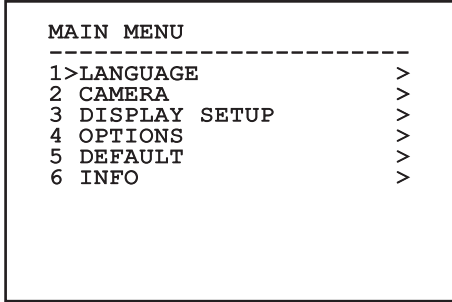 MAIN MENU
-------------------------
1>LANGUAGE >
2 CAMERA >
3 DISPLAY SETUP >
4 OPTIONS >
5 DEFAULT >
6 INFO >